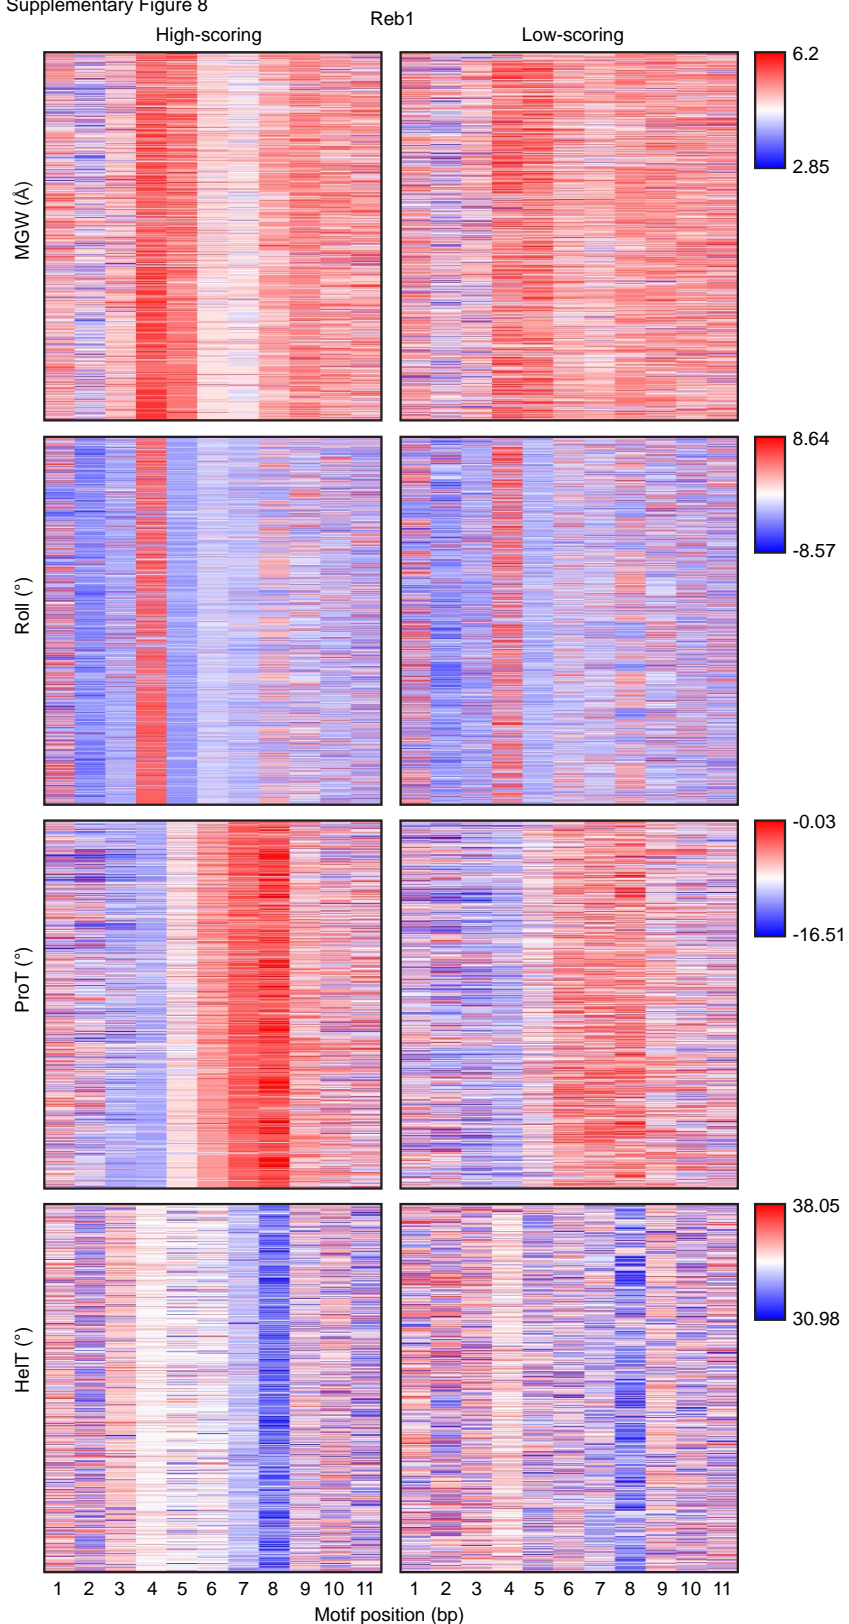 Supplementary Figure 8
Reb1
High-scoring Low-scoring
MGW (Å)
6.2
2.85
Roll (°)
8.64
-8.57
ProT (°)
-0.03
-16.51
HelT (°)
38.05
30.98
1 2 3 4 5 6 7 8 9 10 11 1 2 3 4 5 6 7 8 9 10 11
Motif position (bp)